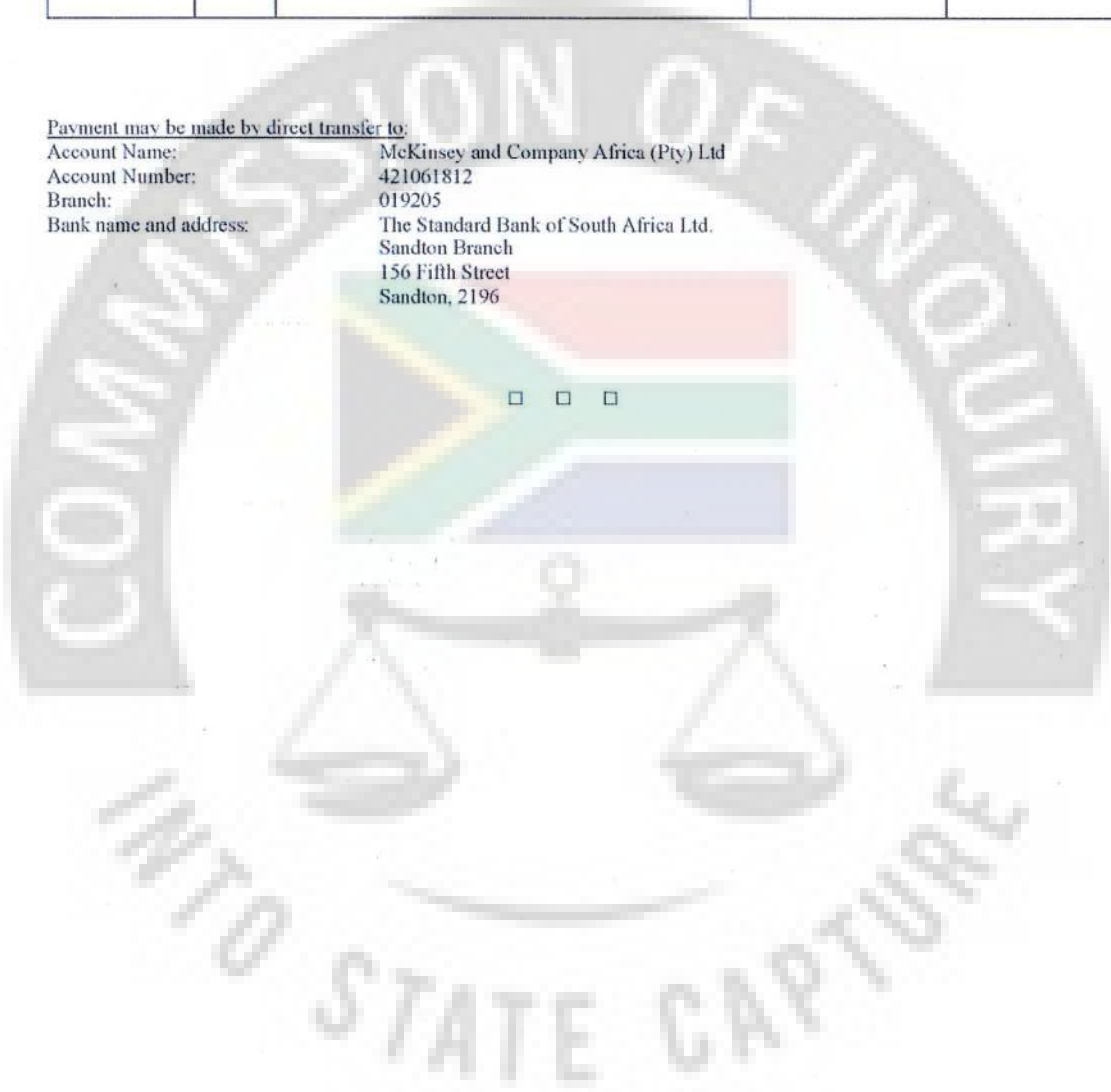 Payment may be made by direct transfer to:
Account Name: McKinsey and Company Africa (Pty) Ltd
Account Number: 421061812
Branch: 019205
Bank name and address: The Standard Bank of South Africa Ltd.
Sandton Branch
156 Fifth Street
Sandton, 2196
COMMISSION OF INQUIRY
INTO STATE CAPTURE